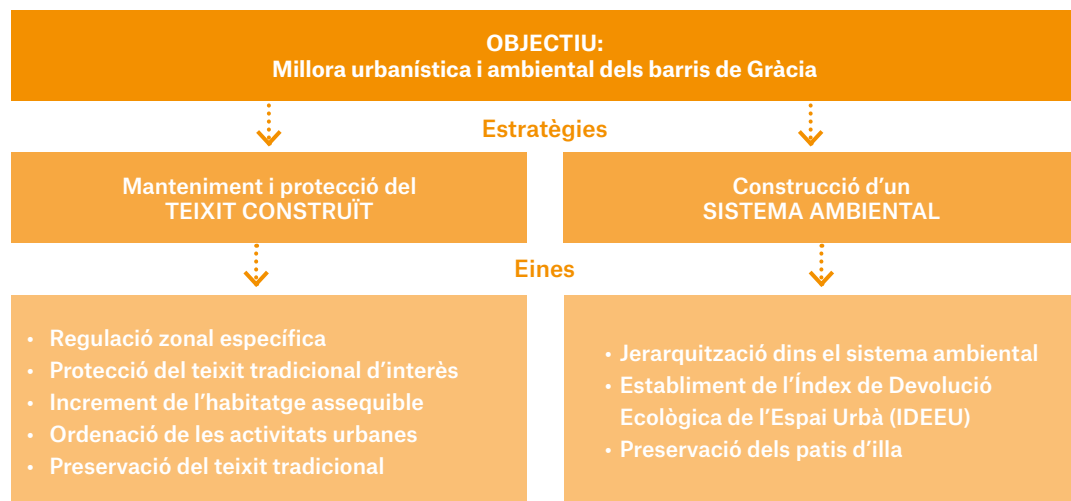 OBJECTIU:
Millora urbanística i ambiental dels barris de Gràcia
Estratègies
Manteniment i protecció del
TEIXIT CONSTRUÏT
Construcció d'un
SISTEMA AMBIENTAL
Eines
• Regulació zonal específica
• Protecció del teixit tradicional d'interès
• Increment de l'habitatge assequible
• Ordenació de les activitats urbanes
• Preservació del teixit tradicional
• Jerarquització dins el sistema ambiental
• Establiment de l'Índex de Devolució
Ecològica de l'Espai Urbà (IDEEU)
• Preservació dels patis d'illa